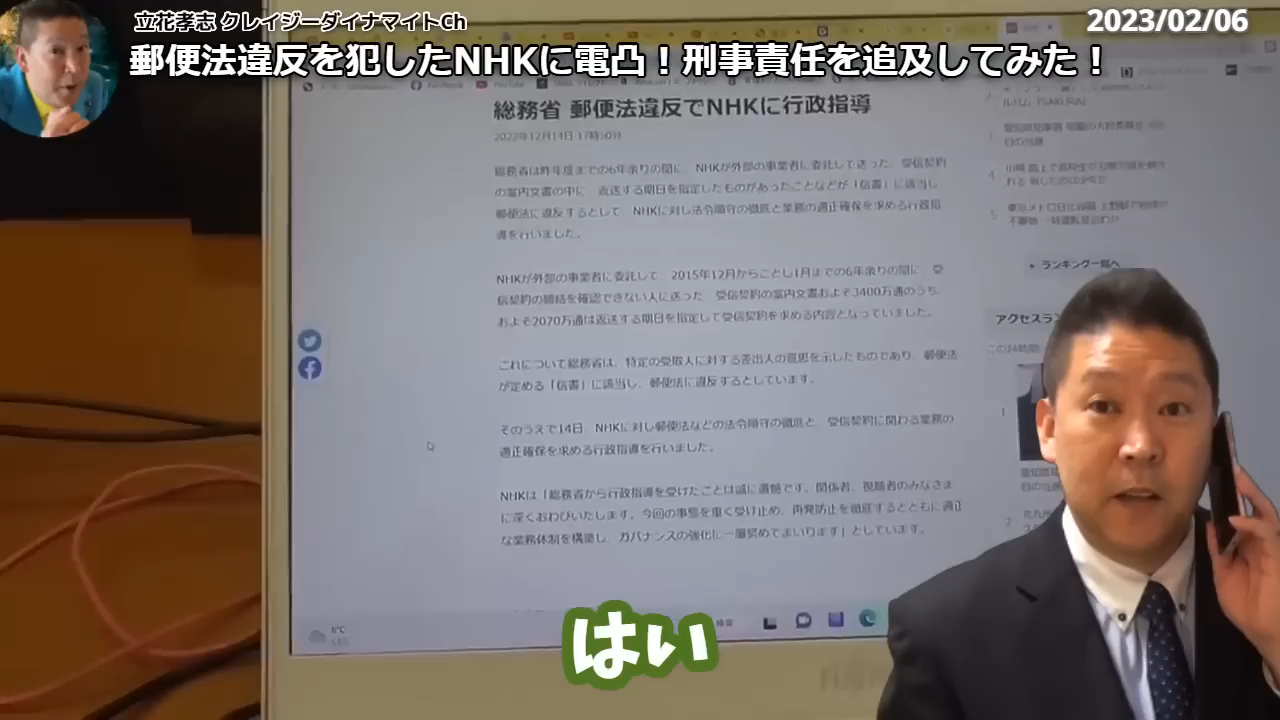 立花孝志 クレイジーダイナマイトCh
2023/02/06
郵便法違反を犯したNHKに電凸！刑事責任を追及してみた！
総務省 郵便法違反でNHKに行政指導
2022年12月14日 17時50分
総務省は昨年度までの6年余りの間に、NHKが外部の事業者に委託して送った、受信契約
の案内文書の中に、返送する期日を指定したものがあったことなどが「信書」に該当し
郵便法に違反するとして、NHKに対し法令順守の徹底と業務の適正確保を求める行政指
導を行いました。
NHKが外部の事業者に委託して、2015年12月からことし1月までの6年余りの間に、受
信契約の締結を確認できない人に送った、受信契約の案内文書およそ3400万通のうち、
およそ2070万通は返送する期日を指定して受信契約を求める内容となっていました。
これについて総務省は、特定の受取人に対する差出人の意思を示したものであり、郵便法
が定める「信書」に該当し、郵便法に違反するとしています。
そのうえで14日、NHKに対し郵便法などの法令順守の徹底と、受信契約に関わる業務の
適正確保を求める行政指導を行いました。
NHKは「総務省から行政指導を受けたことは誠に遺憾です。関係者、視聴者のみなさま
に深くおわびいたします。今回の事態を重く受け止め、再発防止を徹底するとともに適正
な業務体制を構築し、ガバナンスの強化に一層努めてまいります」としています。
ランキング一覧へ
アクセスラン
この24時間
1
6℃
はい